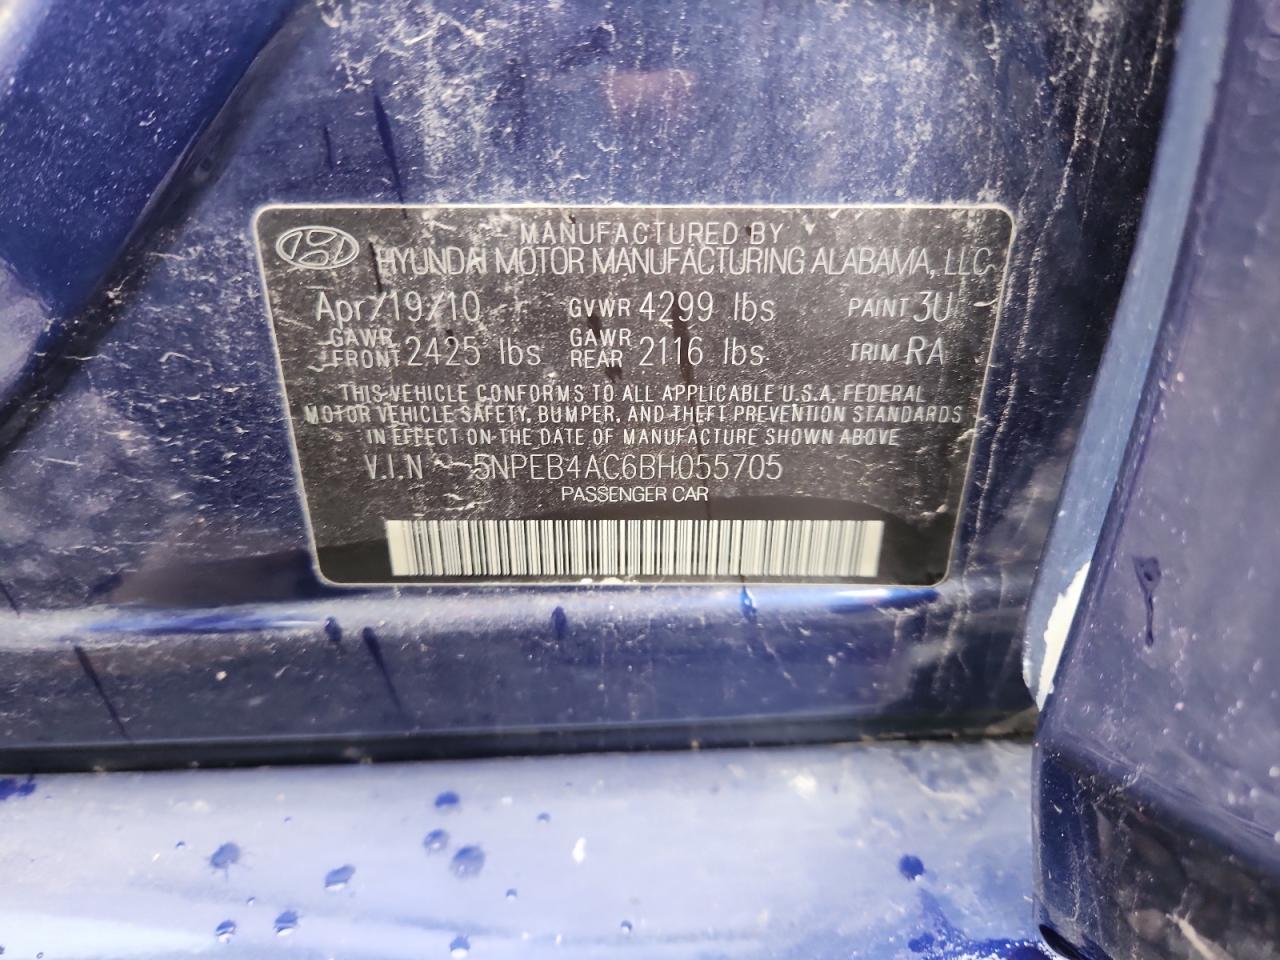 MANUFACTURED BY
HYUNDAI MOTOR MANUFACTURING ALABAMA, LLC
Apr/19/10 GVWR 4299 lbs PAINT 3U
GAWR FRONT 2425 lbs GAWR REAR 2116 lbs TRIM RA
THIS VEHICLE CONFORMS TO ALL APPLICABLE U.S.A. FEDERAL
MOTOR VEHICLE SAFETY, BUMPER, AND THEFT PREVENTION STANDARDS
IN EFFECT ON THE DATE OF MANUFACTURE SHOWN ABOVE
V.I.N 5NPEB4AC6BH055705
PASSENGER CAR